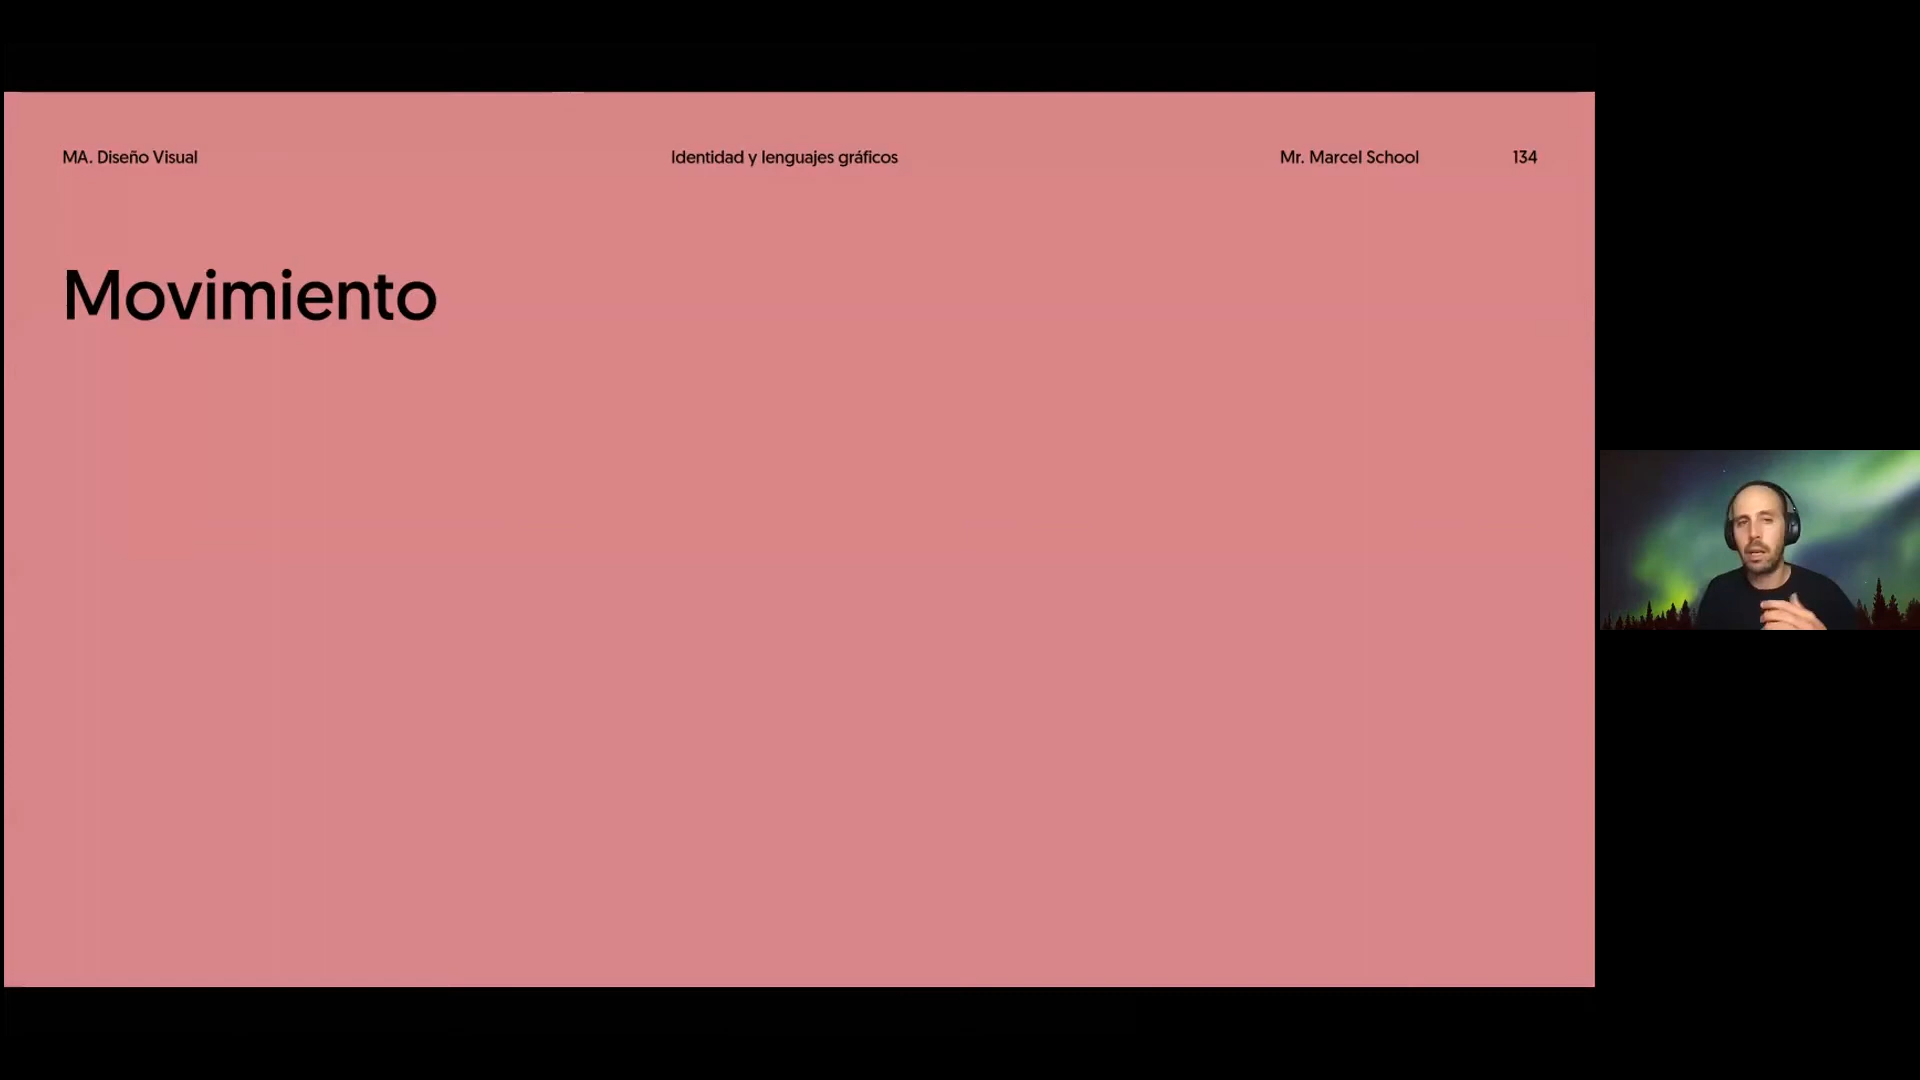 MA. Diseño Visual
Identidad y lenguajes gráficos
Mr. Marcel School
134
Movimiento